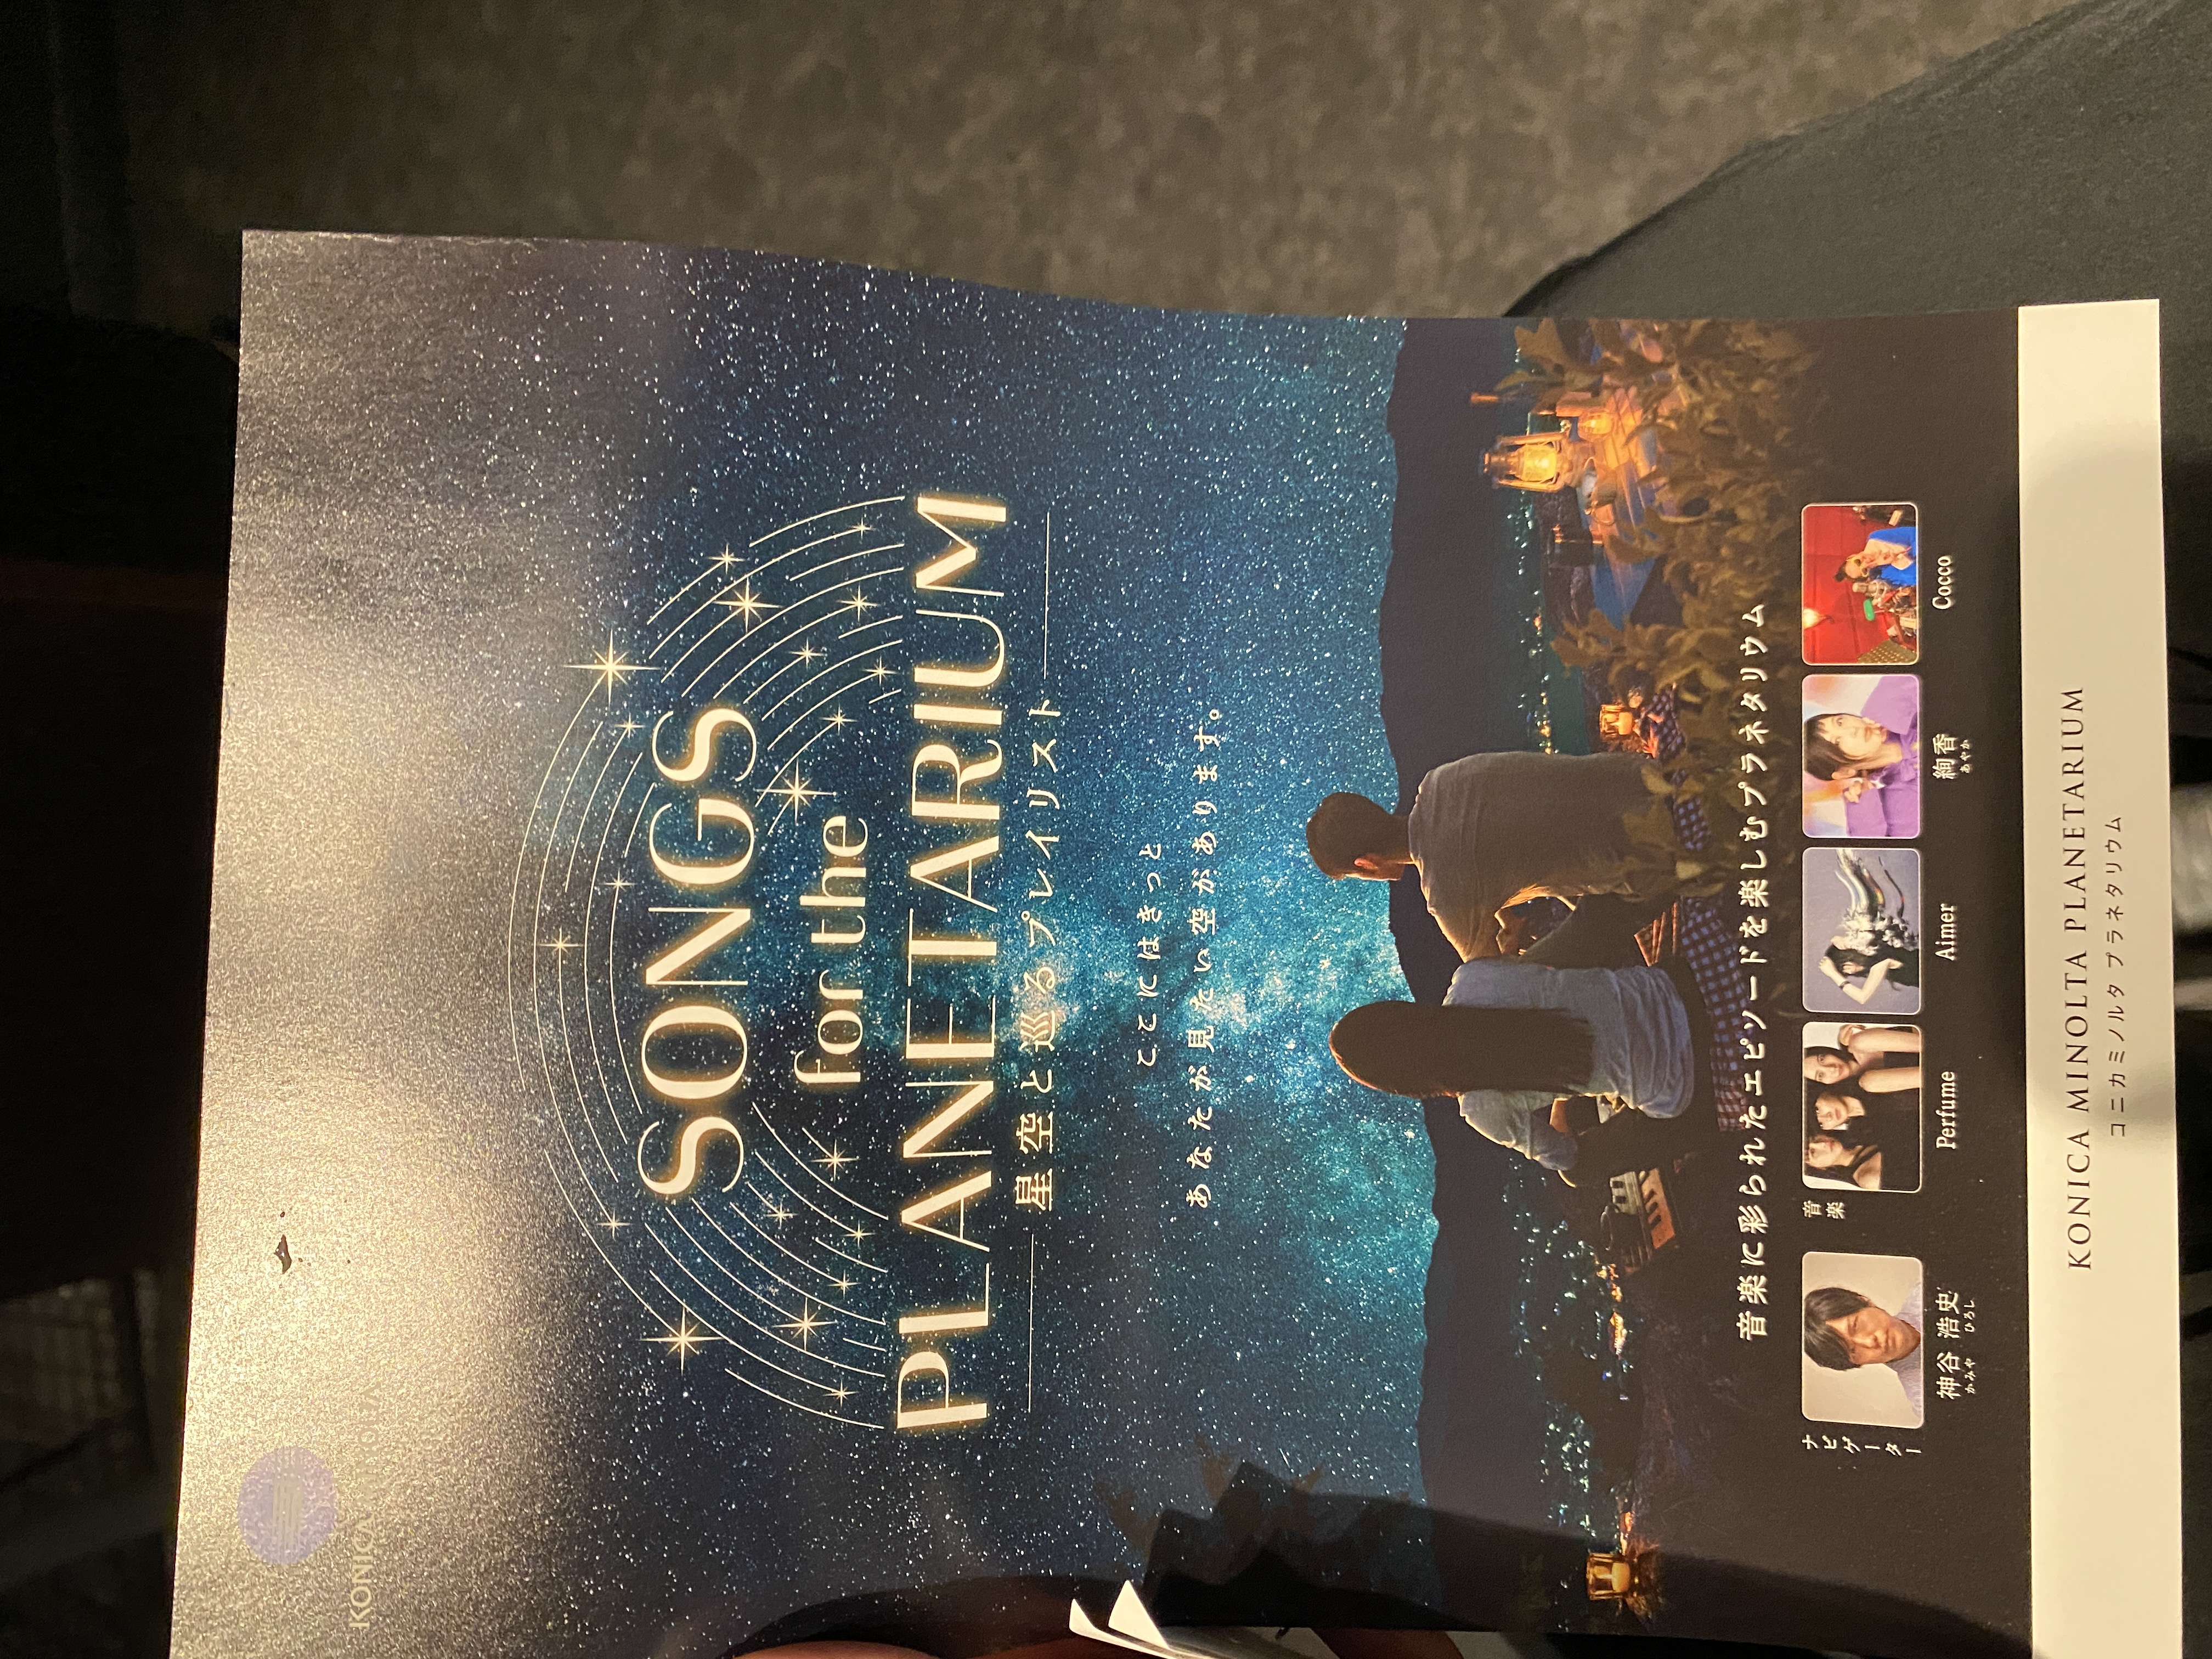 KONICA MINOLTA
SONGS
for the
PLANETARIUM
星空と巡るプレイリスト
ここにはきっと
あなたが見たい空があります。
音楽に彩られたエピソードを楽しむプラネタリウム
ナビゲーター
神谷 浩史
かみや ひろし
音楽
Perfume
Aimer
絢香
あやか
Cocco
KONICA MINOLTA PLANETARIUM
コニカミノルタ プラネタリウム